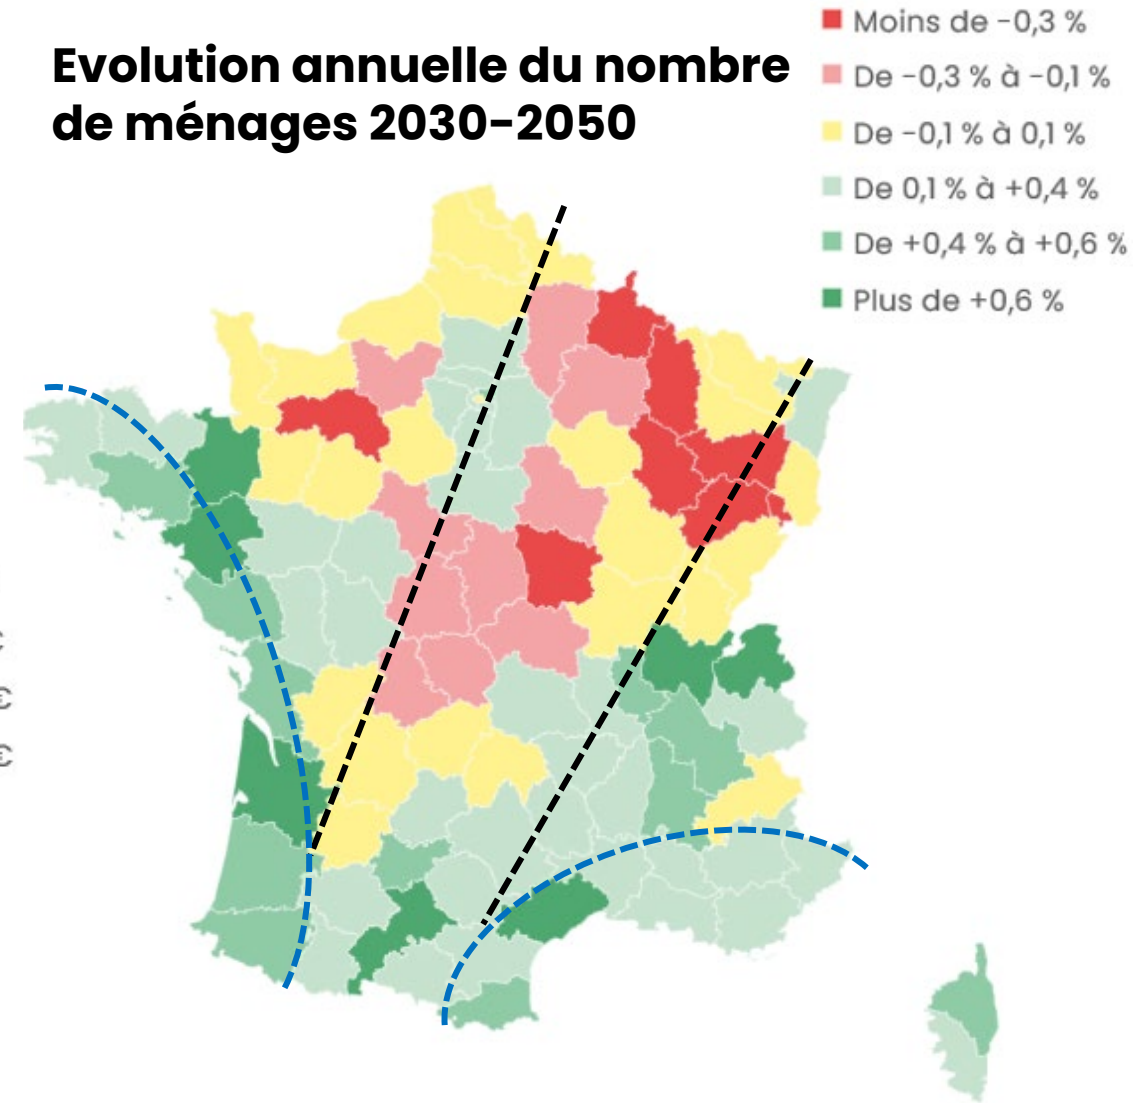 Evolution annuelle du nombre
de ménages 2030-2050
Moins de -0,3 %
De -0,3 % à -0,1 %
De -0,1 % à 0,1 %
De 0,1 % à +0,4 %
De +0,4 % à +0,6 %
Plus de +0,6 %
€
€
€